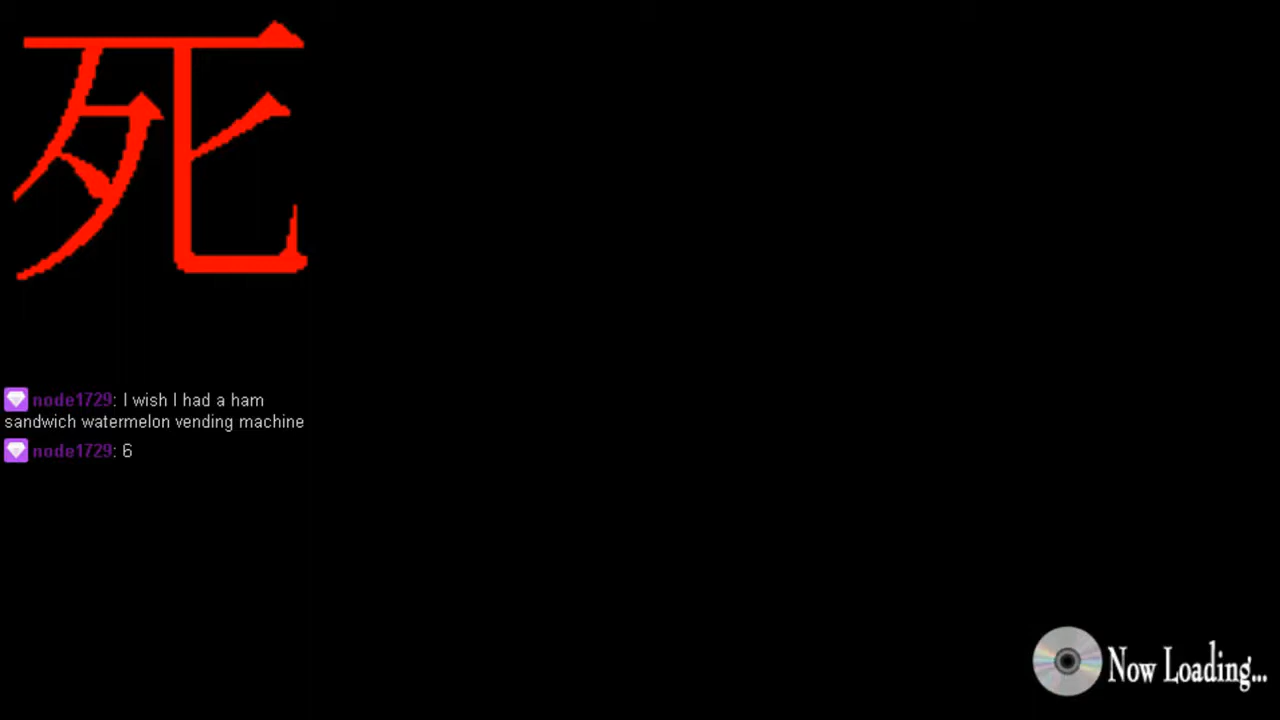 死
node1729: I wish I had a ham
sandwich watermelon vending machine
node1729: 6
Now Loading...